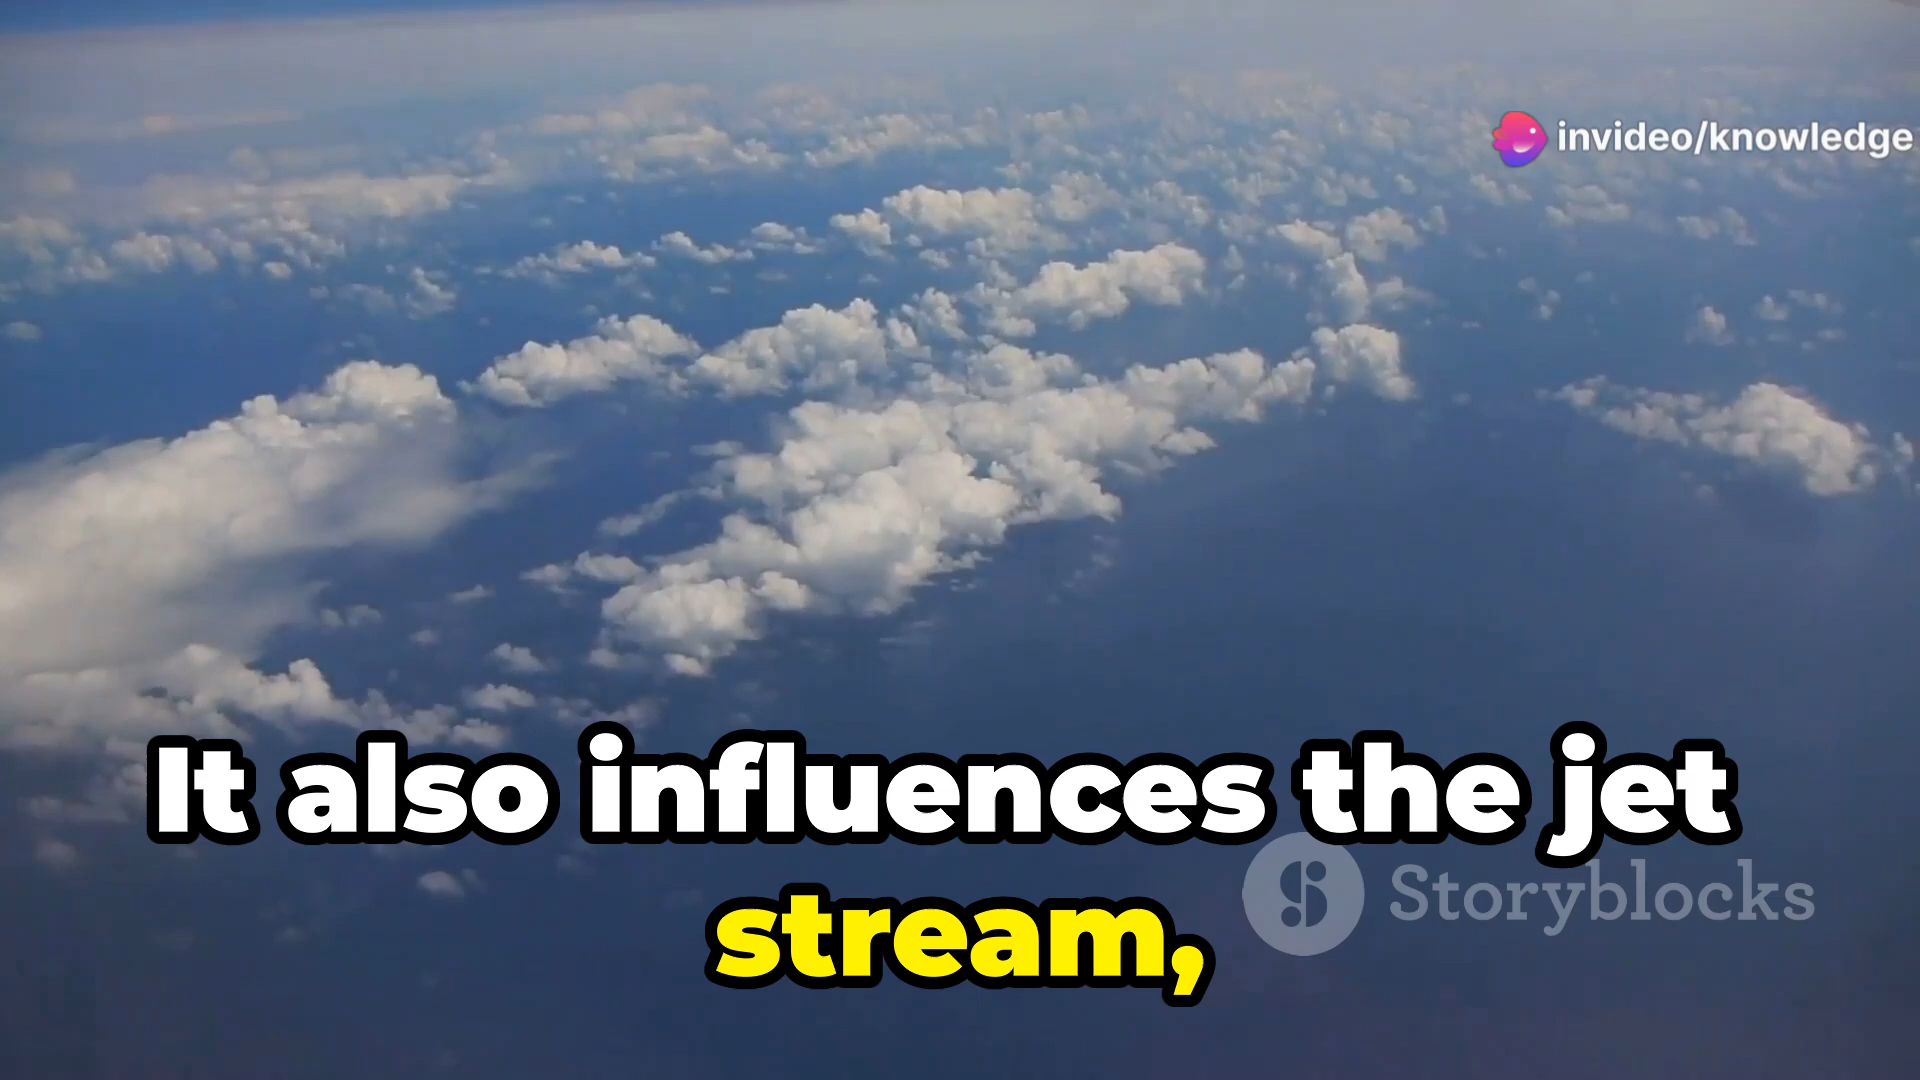 invideo/knowledge
It also influences the jet
stream,
Storyblocks